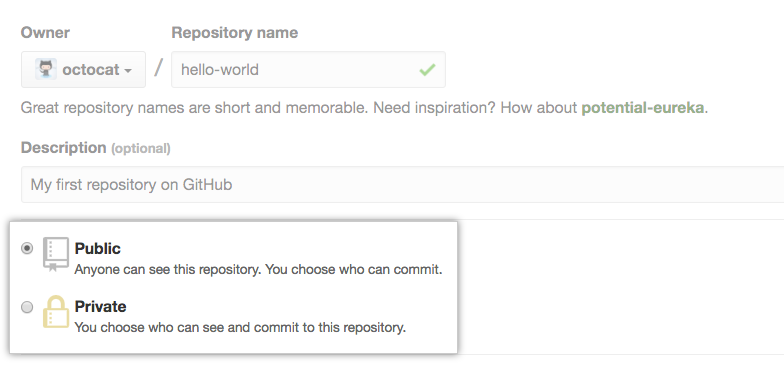 Owner Repository name
octocat / hello-world
Great repository names are short and memorable. Need inspiration? How about potential-eureka.
Description (optional)
My first repository on GitHub
Public
Anyone can see this repository. You choose who can commit.
Private
You choose who can see and commit to this repository.